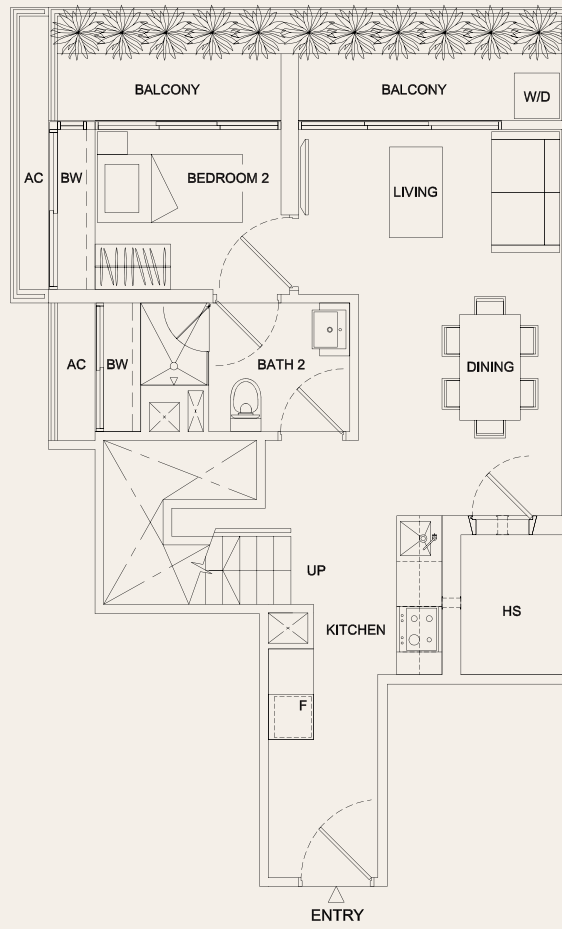 BALCONY
BALCONY
W/D
AC
BW
BEDROOM 2
LIVING
AC
BW
BATH 2
DINING
UP
HS
KITCHEN
F
ENTRY